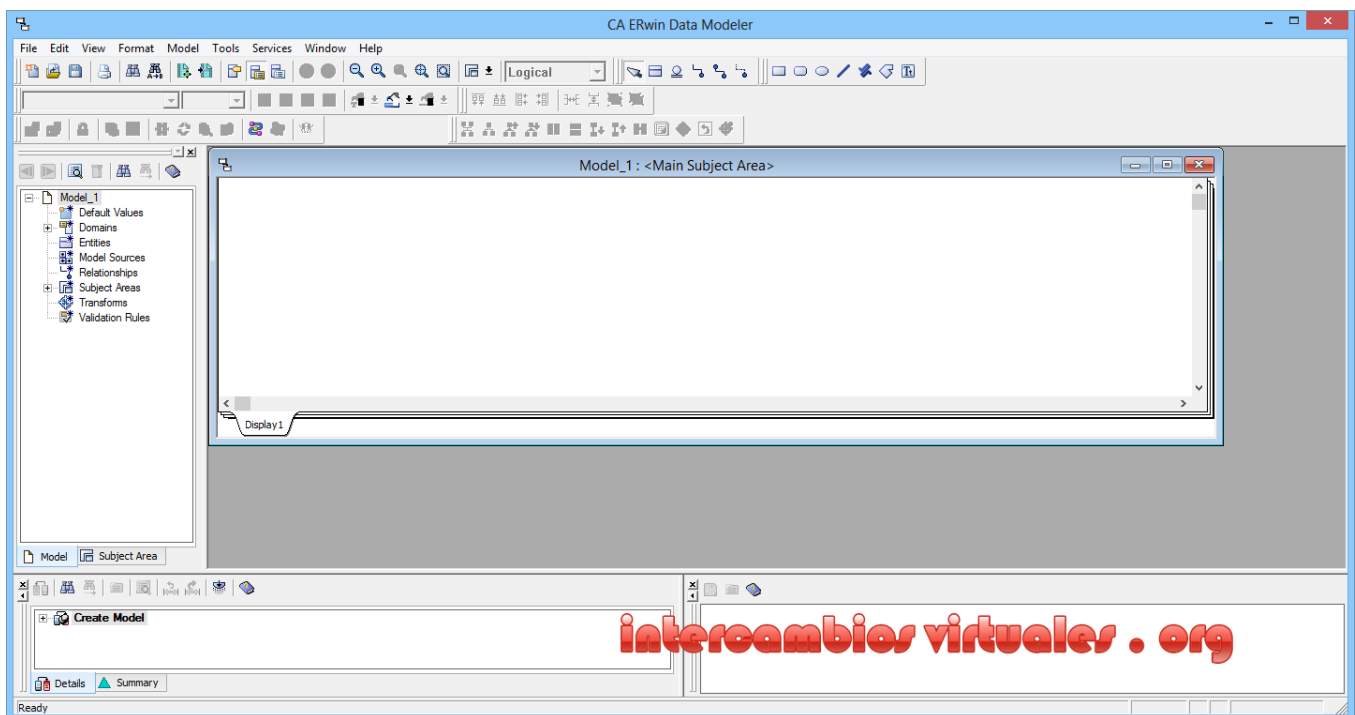 CA ERwin Data Modeler
File Edit View Format Model Tools Services Window Help
Logical
Model_1 : <Main Subject Area>
Model_1
Default Values
Domains
Entities
Model Sources
Relationships
Subject Areas
Transforms
Validation Rules
Display1
Model Subject Area
Create Model
intercambios virtuales . org
Details Summary
Ready